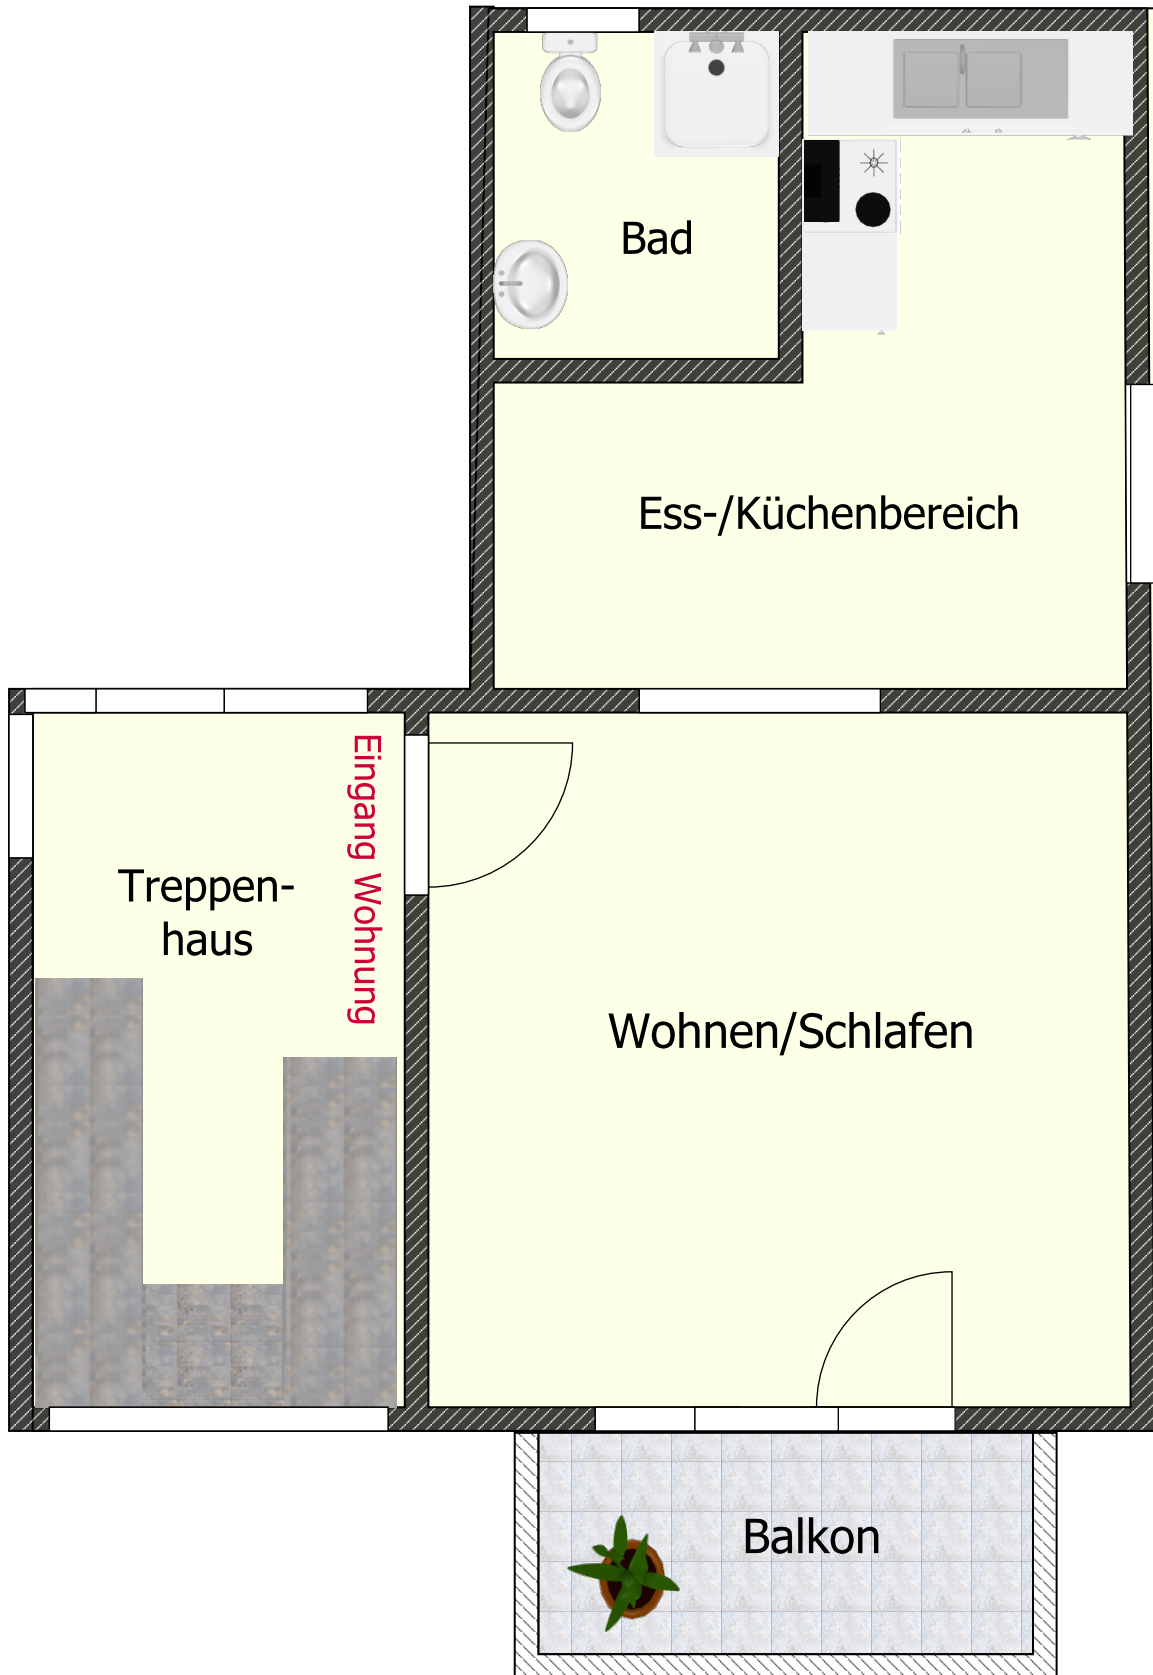 Bad
Ess-/Küchenbereich
Eingang Wohnung
Treppen-
haus
Wohnen/Schlafen
Balkon